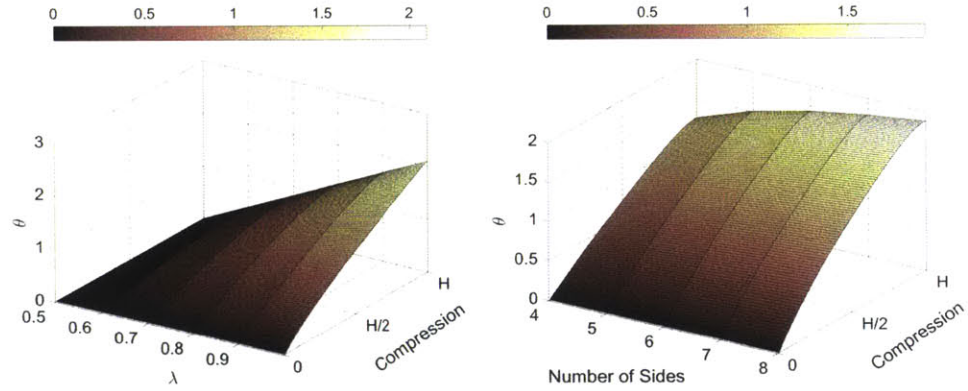 0 0.5 1 1.5 2
0 0.5 1 1.5
3
2
1
0
θ
0.5 0.6 0.7 0.8 0.9
λ
0 H/2 H
Compression
2
1.5
1
0.5
0
θ
4 5 6 7 8
Number of Sides
0 H/2 H
Compression